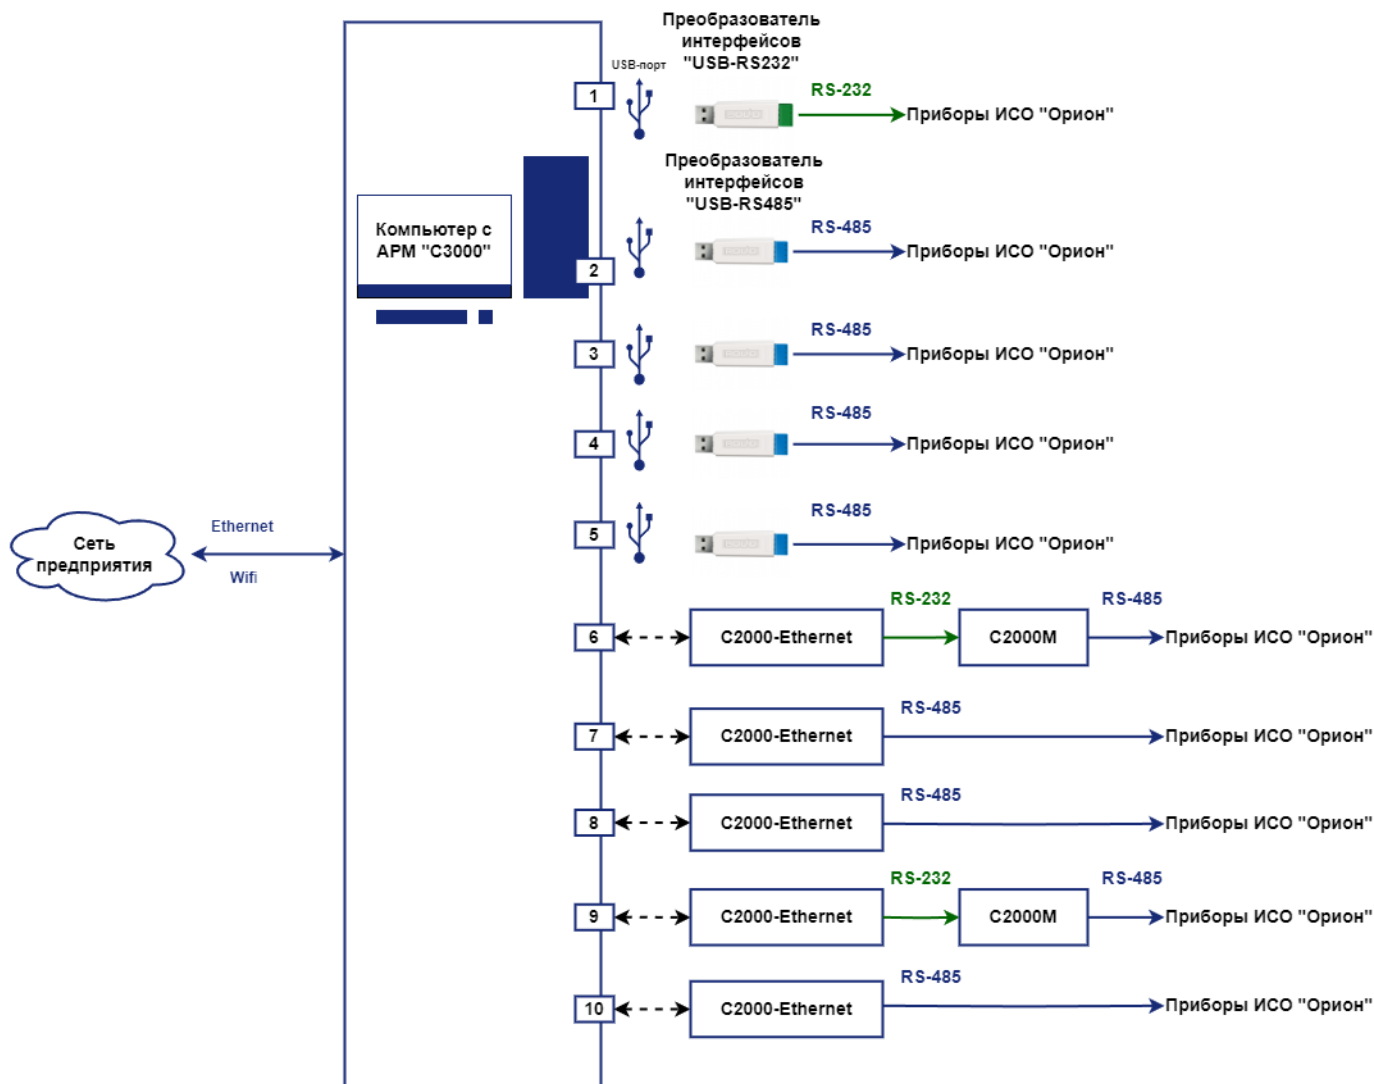 Преобразователь
интерфейсов
"USB-RS232"
USB-порт
1
RS-232
Приборы ИСО "Орион"
Преобразователь
интерфейсов
"USB-RS485"
Компьютер с
АРМ "С3000"
2
RS-485
Приборы ИСО "Орион"
3
RS-485
Приборы ИСО "Орион"
4
RS-485
Приборы ИСО "Орион"
5
RS-485
Приборы ИСО "Орион"
Сеть
предприятия
Ethernet
Wifi
6
С2000-Ethernet
RS-232
С2000М
RS-485
Приборы ИСО "Орион"
7
С2000-Ethernet
RS-485
Приборы ИСО "Орион"
8
С2000-Ethernet
RS-485
Приборы ИСО "Орион"
9
С2000-Ethernet
RS-232
С2000М
RS-485
Приборы ИСО "Орион"
10
С2000-Ethernet
RS-485
Приборы ИСО "Орион"